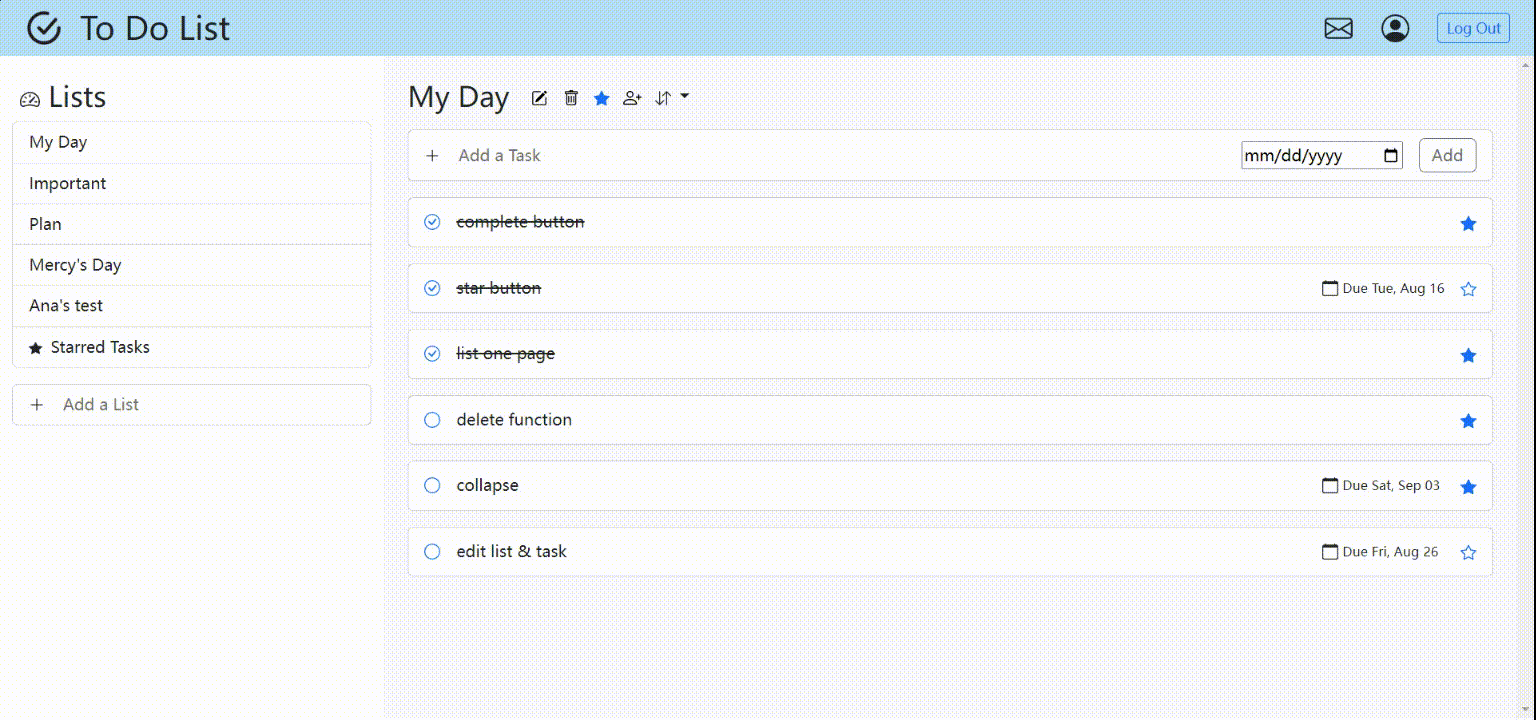 To Do List
Log Out
Lists
My Day
Important
Plan
Mercy's Day
Ana's test
Starred Tasks
Add a List
My Day
Add a Task mm/dd/yyyy Add
complete button
star button Due Tue, Aug 16
list one page
delete function
collapse Due Sat, Sep 03
edit list & task Due Fri, Aug 26